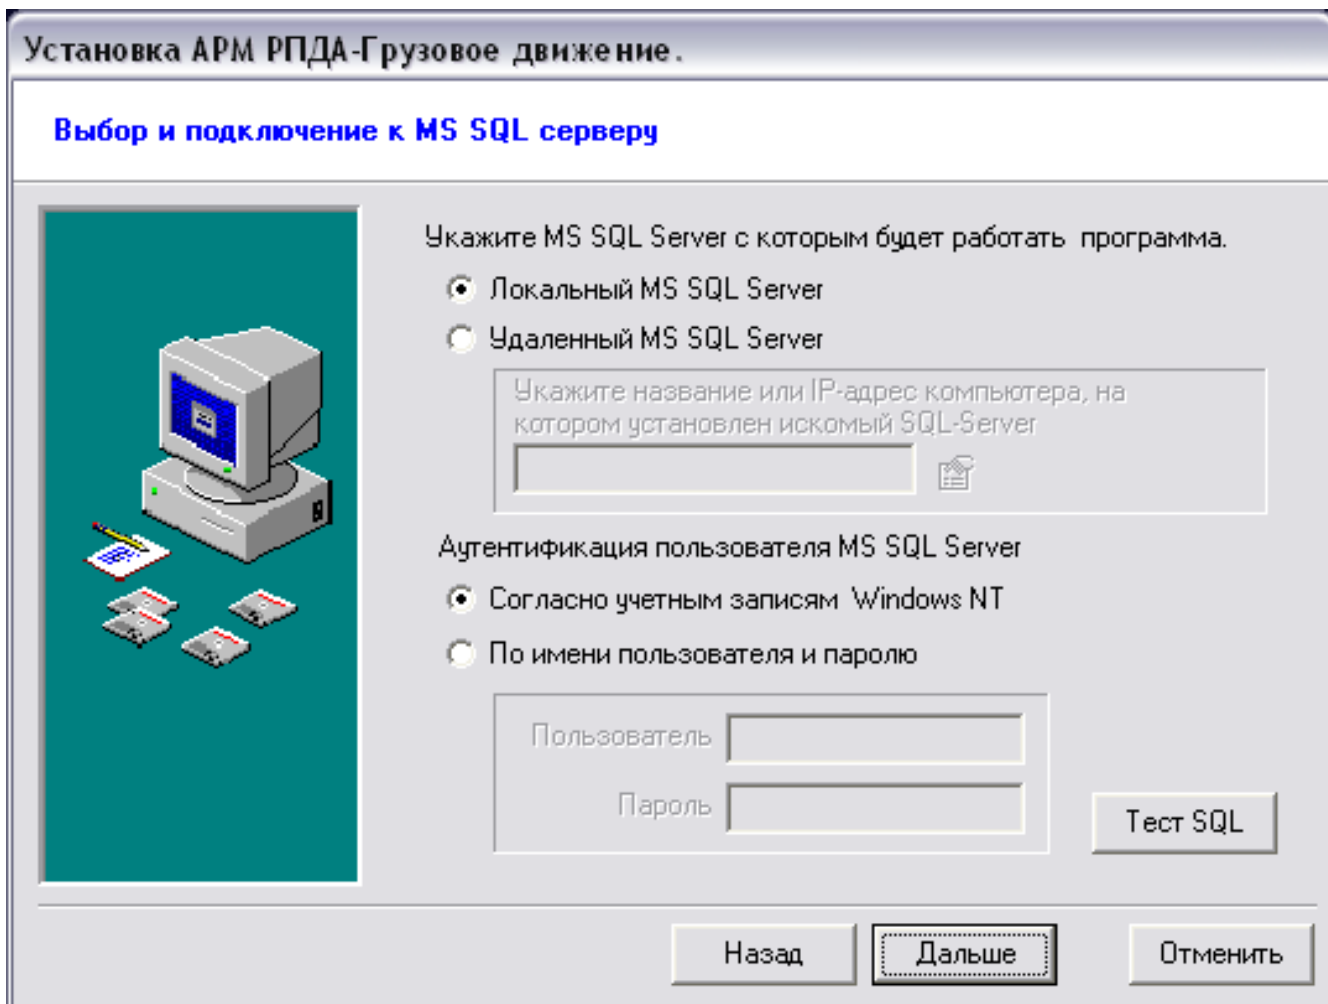 Установка АРМ РПДА-Грузовое движение.
Выбор и подключение к MS SQL серверу
Укажите MS SQL Server с которым будет работать программа.
Локальный MS SQL Server
Удаленный MS SQL Server
Укажите название или IP-адрес компьютера, на
котором установлен искомый SQL-Server
Аутентификация пользователя MS SQL Server
Согласно учетным записям Windows NT
По имени пользователя и паролю
Пользователь
Пароль
Тест SQL
Назад
Дальше
Отменить